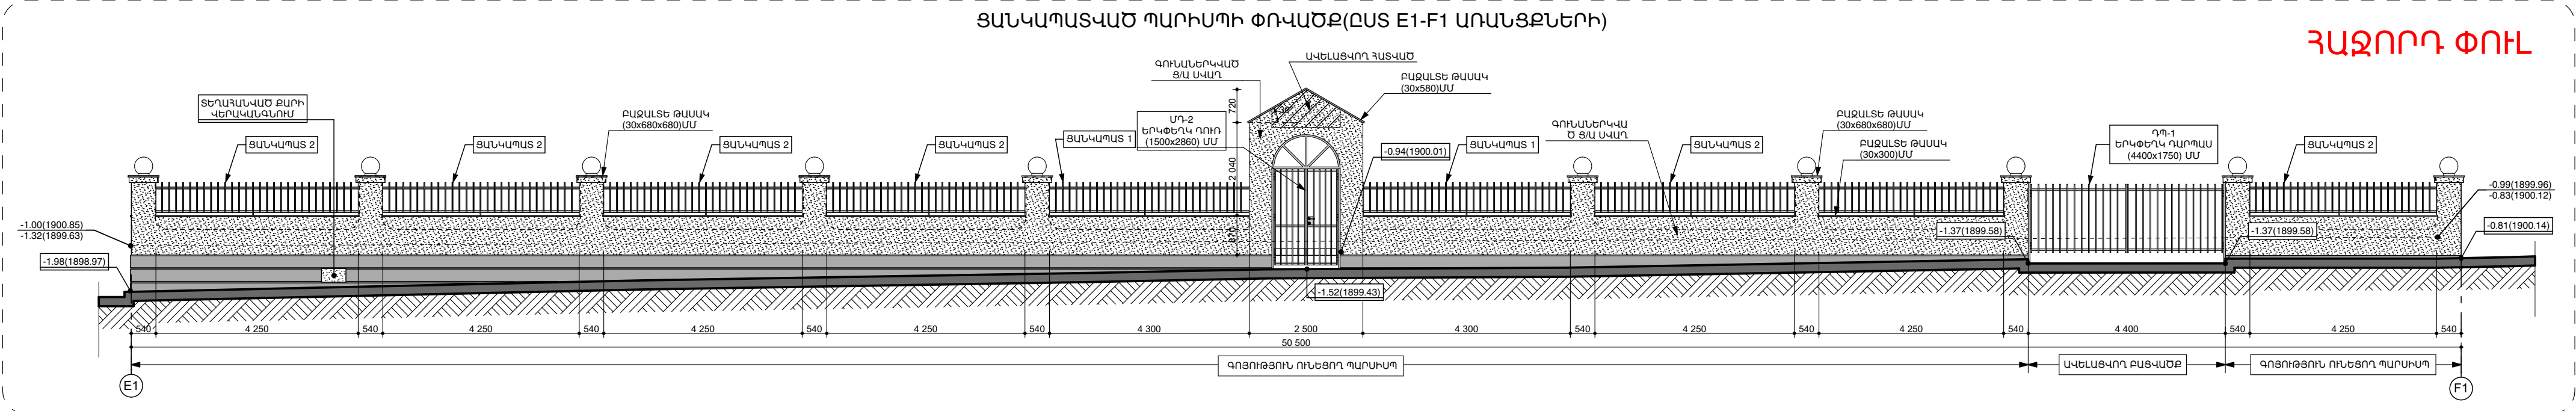 ՑԱՆԿԱՊԱՏՎԱԾ ՊԱՐԻՍՊԻ ՓՌՎԱԾՔ(ԸՍՏ E1-F1 ԱՌԱՆՑՔՆԵՐԻ)
ՀԱՋՈՐԴ ՓՈՒԼ
ԳՈՒՆԱՆԵՐԿՎԱԾ
Ց/Ա ՍՎԱՂ
ԱՎԵԼԱՑՎՈՂ ՀԱՏՎԱԾ
ԲԱԶԱԼՏԵ ԹԱՍԱԿ
(30x580)ՄՄ
ՏԵՂԱՀԱՆՎԱԾ ՔԱՐԻ
ՎԵՐԱԿԱՆԳՆՈՒՄ
ԲԱԶԱԼՏԵ ԹԱՍԱԿ
(30x680x680)ՄՄ
ՄԴ-2
ԵՐԿՓԵՂԿ ԴՈՒՌ
(1500x2860) ՄՄ
720
2 040
870
ԳՈՒՆԱՆԵՐԿՎԱ
Ծ Ց/Ա ՍՎԱՂ
ԲԱԶԱԼՏԵ ԹԱՍԱԿ
(30x680x680)ՄՄ
ԲԱԶԱԼՏԵ ԹԱՍԱԿ
(30x300)ՄՄ
ԴՊ-1
ԵՐԿՓԵՂԿ ԴԱՐՊԱՍ
(4400x1750) ՄՄ
ՑԱՆԿԱՊԱՏ 2
ՑԱՆԿԱՊԱՏ 2
ՑԱՆԿԱՊԱՏ 2
ՑԱՆԿԱՊԱՏ 2
ՑԱՆԿԱՊԱՏ 1
ՑԱՆԿԱՊԱՏ 1
ՑԱՆԿԱՊԱՏ 2
ՑԱՆԿԱՊԱՏ 2
-0.94(1900.01)
-0.99(1899.96)
-0.83(1900.12)
-1.00(1900.85)
-1.32(1899.63)
-1.37(1899.58)
-1.37(1899.58)
-0.81(1900.14)
-1.98(1898.97)
-1.52(1899.43)
540 4 250 540 4 250 540 4 250 540 4 250 540 4 300 2 500 4 300 540 4 250 540 4 250 540 4 400 540 4 250 540
50 500
ԳՈՅՈՒԹՅՈՒՆ ՈՒՆԵՑՈՂ ՊԱՐԻՍՊ
ԱՎԵԼԱՑՎՈՂ ԲԱՑՎԱԾՔ
ԳՈՅՈՒԹՅՈՒՆ ՈՒՆԵՑՈՂ ՊԱՐԻՍՊ
E1
F1